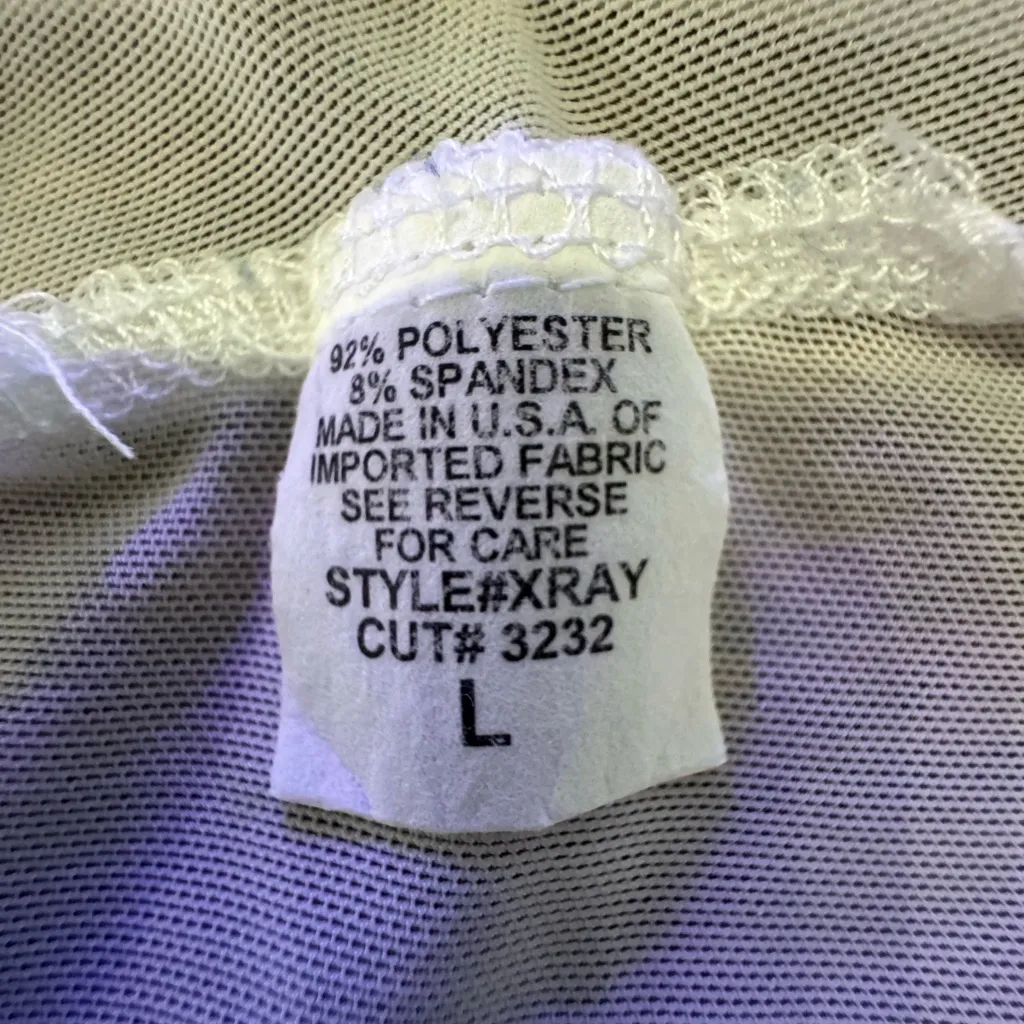 92% POLYESTER
8% SPANDEX
MADE IN U.S.A. OF
IMPORTED FABRIC
SEE REVERSE
FOR CARE
STYLE#XRAY
CUT# 3232
L